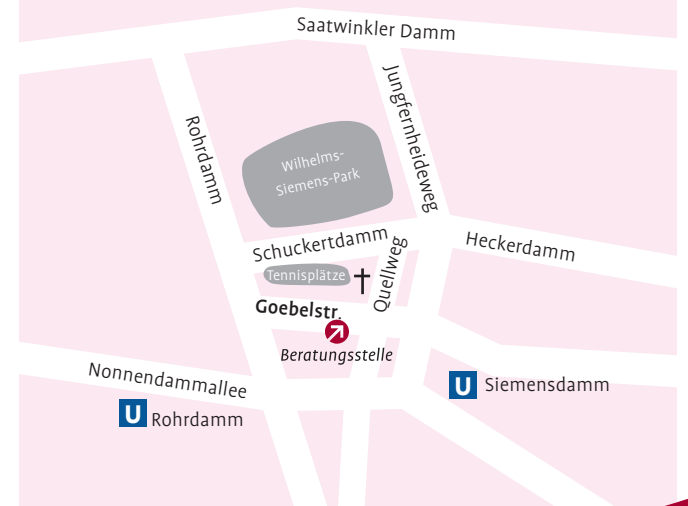 Saatwinkler Damm
Jungfernheideweg
Rohrdamm
Wilhelms-
Siemens-Park
Schuckertdamm
Heckerdamm
Quellweg
Tennisplätze
Goebelstr.
Beratungsstelle
Nonnendammallee
U Siemensdamm
U Rohrdamm